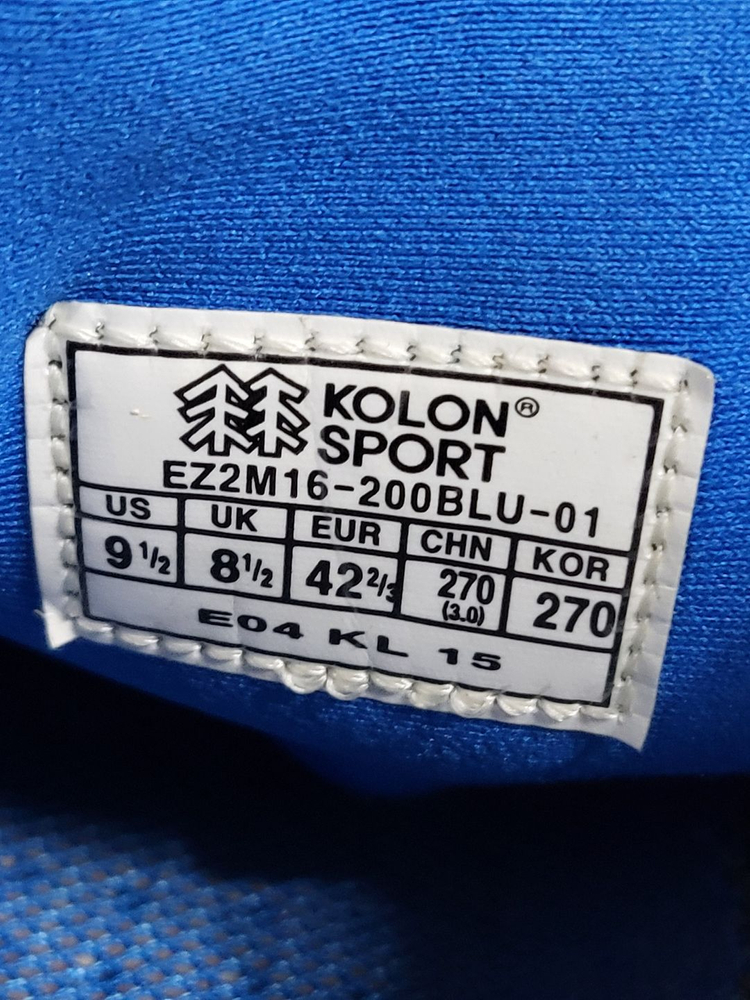 KOLON®
SPORT
EZ2M16-200BLU-01
US UK EUR CHN KOR
9 1/2 8 1/2 42 2/3 270 (3.0) 270
E04 KL 15